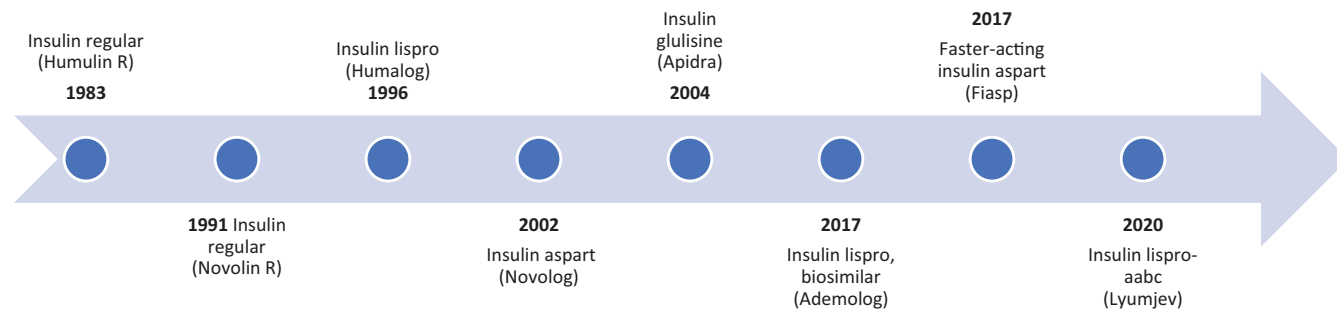 Insulin regular
(Humulin R)
1983
1991 Insulin
regular
(Novolin R)
Insulin lispro
(Humalog)
1996
2002
Insulin aspart
(Novolog)
Insulin
glulisine
(Apidra)
2004
2017
Insulin lispro,
biosimilar
(Ademolog)
2017
Faster-acting
insulin aspart
(Fiasp)
2020
Insulin lispro-
aabc
(Lyumjev)